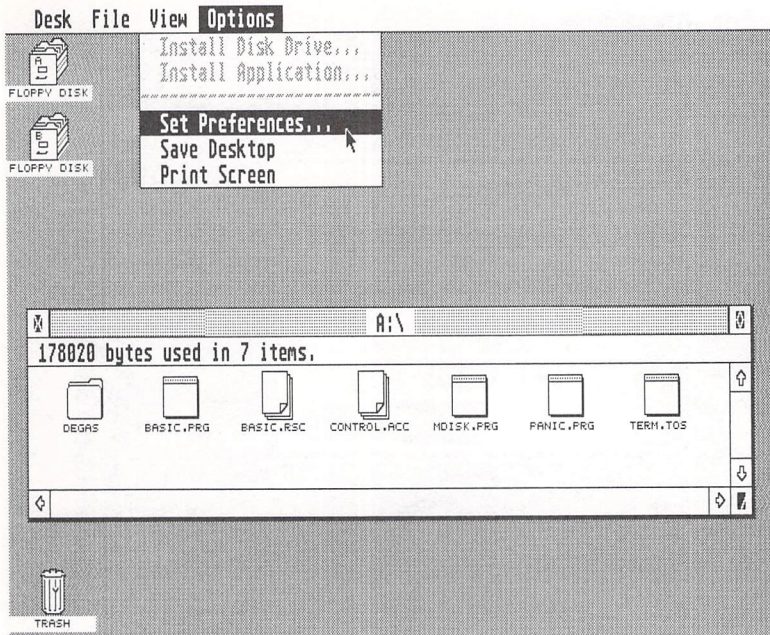 Desk File View Options
Install Disk Drive...
Install Application...
Set Preferences...
Save Desktop
Print Screen
A
FLOPPY DISK
B
FLOPPY DISK
A:\
178020 bytes used in 7 items.
DEGAS BASIC.PRG BASIC.RSC CONTROL.ACC MDISK.PRG PANIC.PRG TERM.TOS
TRASH